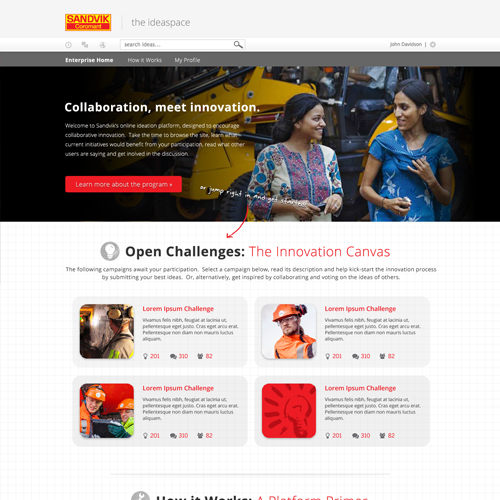 SANDVIK
Coromant
the ideaspace
search ideas...
John Davidson |
Enterprise Home How it Works My Profile
Collaboration, meet innovation.
Welcome to Sandvik's online ideation platform, designed to encourage
collaborative innovation. Take the time to browse the site, learn what
current initiatives would benefit from your participation, read what other
users are saying and get inolved in the discussion.
Learn more about the program »
or jump right in and get started
Open Challenges: The Innovation Canvas
The following campaigns await your participation. Select a campaign below, read its description and help kick-start the innovation process
by submitting your best ideas. Or, alternatively, get inspired by collaborating and voting on the ideas of others.
Lorem Ipsum Challenge
Vivamus felis nibh, feugiat at lacinia ut,
pellentesque eget justo. Cras eget arcu erat.
Pellentesque diam non mauris luctus
aliquam.
201 310 82
Lorem Ipsum Challenge
Vivamus felis nibh, feugiat at lacinia ut,
pellentesque eget justo. Cras eget arcu erat.
Pellentesque diam non mauris luctus
aliquam.
201 310 82
Lorem Ipsum Challenge
Vivamus felis nibh, feugiat at lacinia ut,
pellentesque eget justo. Cras eget arcu erat.
Pellentesque diam non mauris luctus
aliquam.
201 310 82
Lorem Ipsum Challenge
Vivamus felis nibh, feugiat at lacinia ut,
pellentesque eget justo. Cras eget arcu erat.
Pellentesque diam non mauris luctus
aliquam.
201 310 82
How it Works: A Platform Primer